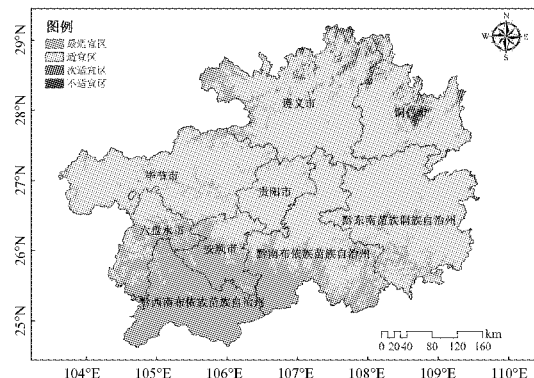 图例
最适宜区
适宜区
次适宜区
不适宜区
N
W
E
S
遵义市
铜仁市
毕节市
贵阳市
黔东南苗族侗族自治州
六盘水市
安顺市
黔南布依族苗族自治州
黔西南布依族苗族自治州
km
0 20 40 80 120 160
29°N
28°N
27°N
26°N
25°N
104°E 105°E 106°E 107°E 108°E 109°E 110°E